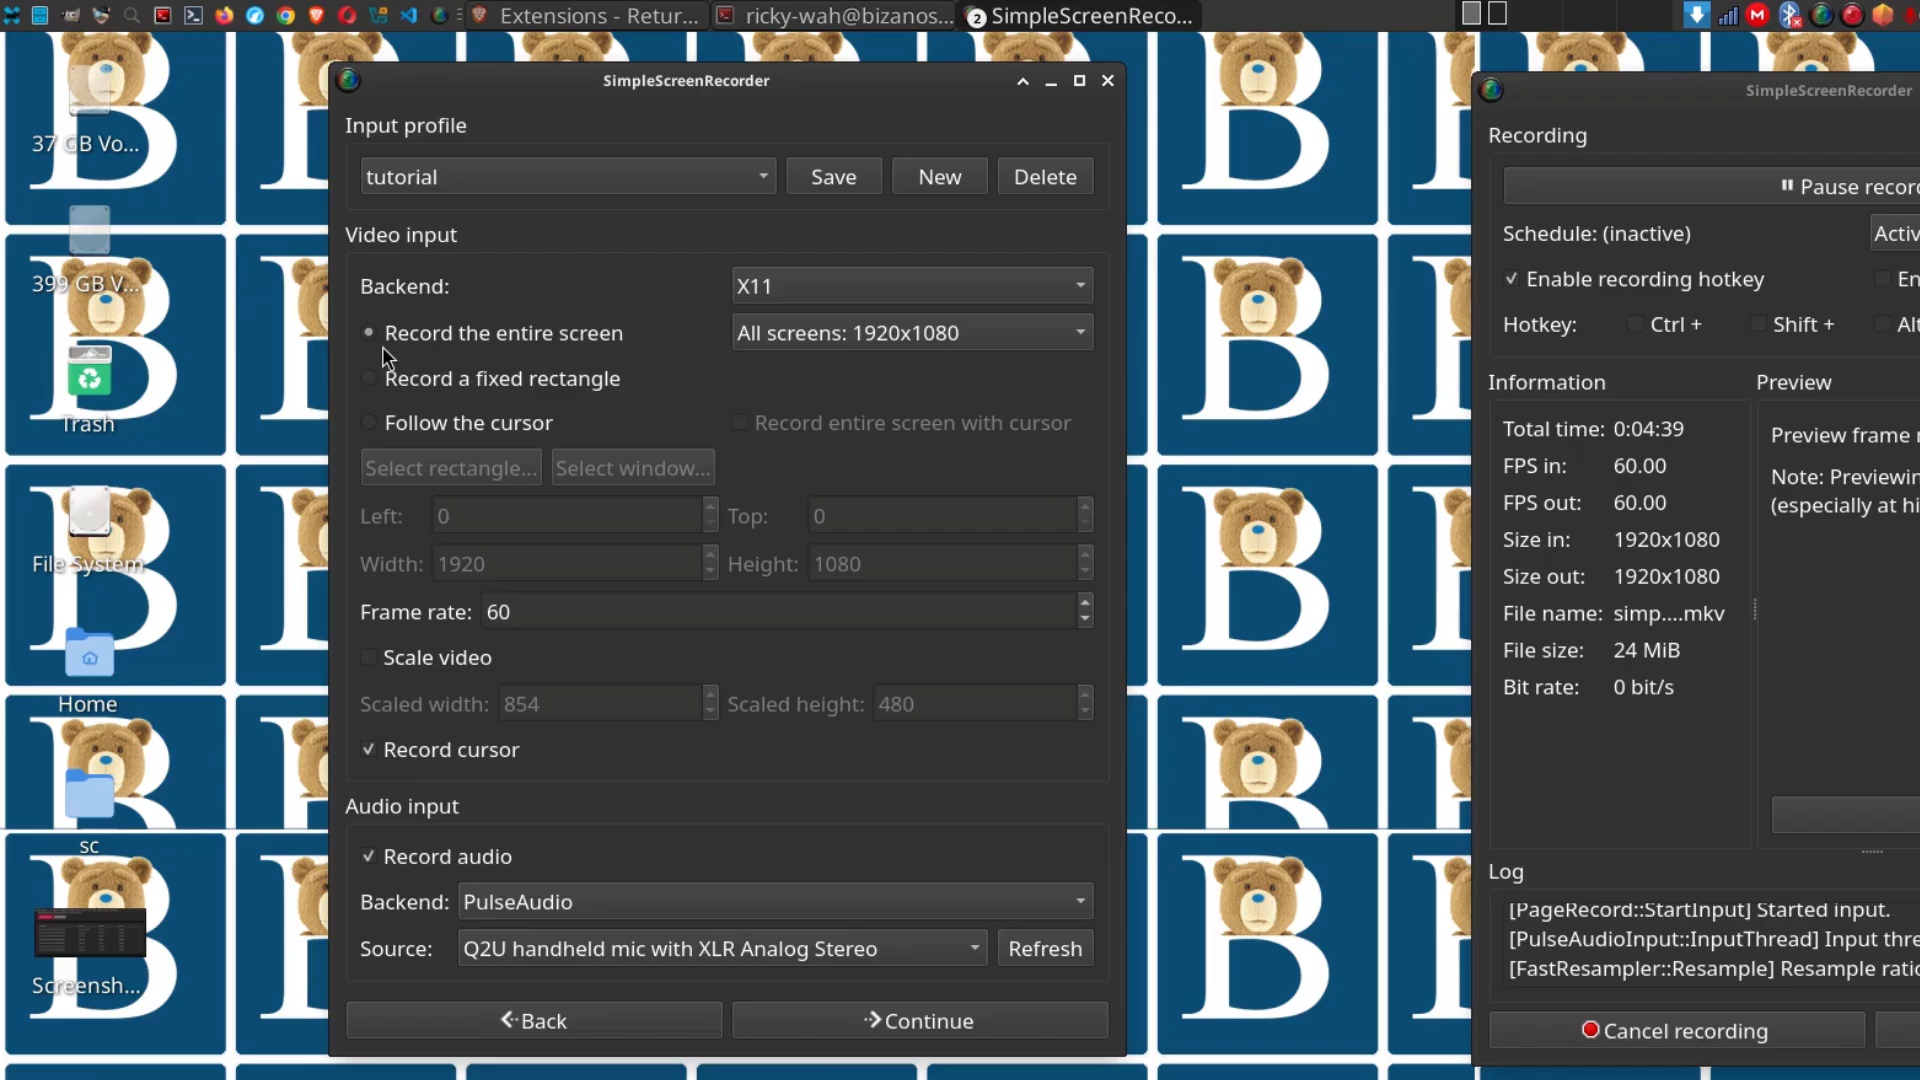 Extensions - Retur...
ricky-wah@bizanos...
2 SimpleScreenReco...
37 GB Vo...
399 GB V...
Trash
File System
Home
sc
Screensh...
SimpleScreenRecorder
Input profile
tutorial
Save
New
Delete
Video input
Backend:
X11
Record the entire screen
All screens: 1920x1080
Record a fixed rectangle
Follow the cursor
Record entire screen with cursor
Select rectangle...
Select window...
Left: 0
Top: 0
Width: 1920
Height: 1080
Frame rate: 60
Scale video
Scaled width: 854
Scaled height: 480
Record cursor
Audio input
Record audio
Backend: PulseAudio
Source: Q2U handheld mic with XLR Analog Stereo
Refresh
Back
Continue
SimpleScreenRecorder
Recording
Pause recor
Schedule: (inactive)
Activ
Enable recording hotkey
En
Hotkey:
Ctrl +
Shift +
Alt
Information
Preview
Total time: 0:04:39
FPS in: 60.00
FPS out: 60.00
Size in: 1920x1080
Size out: 1920x1080
File name: simp....mkv
File size: 24 MiB
Bit rate: 0 bit/s
Preview frame r
Note: Previewin
(especially at hi
Log
[PageRecord::StartInput] Started input.
[PulseAudioInput::InputThread] Input thre
[FastResampler::Resample] Resample ratio
Cancel recording